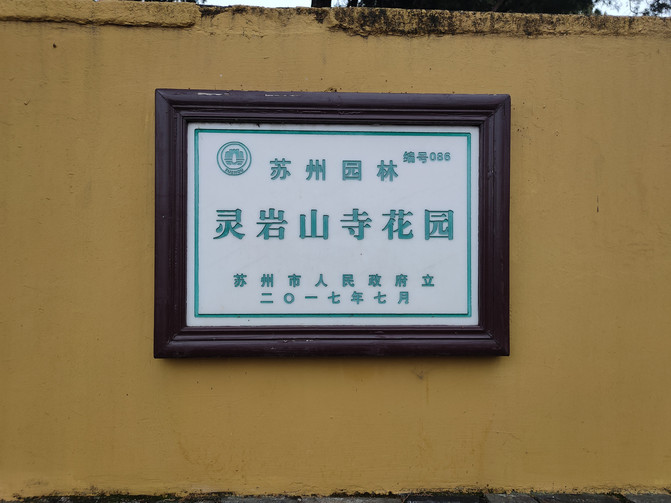 苏州园林 编号086
灵岩山寺花园
苏州市人民政府立
二〇一七年七月